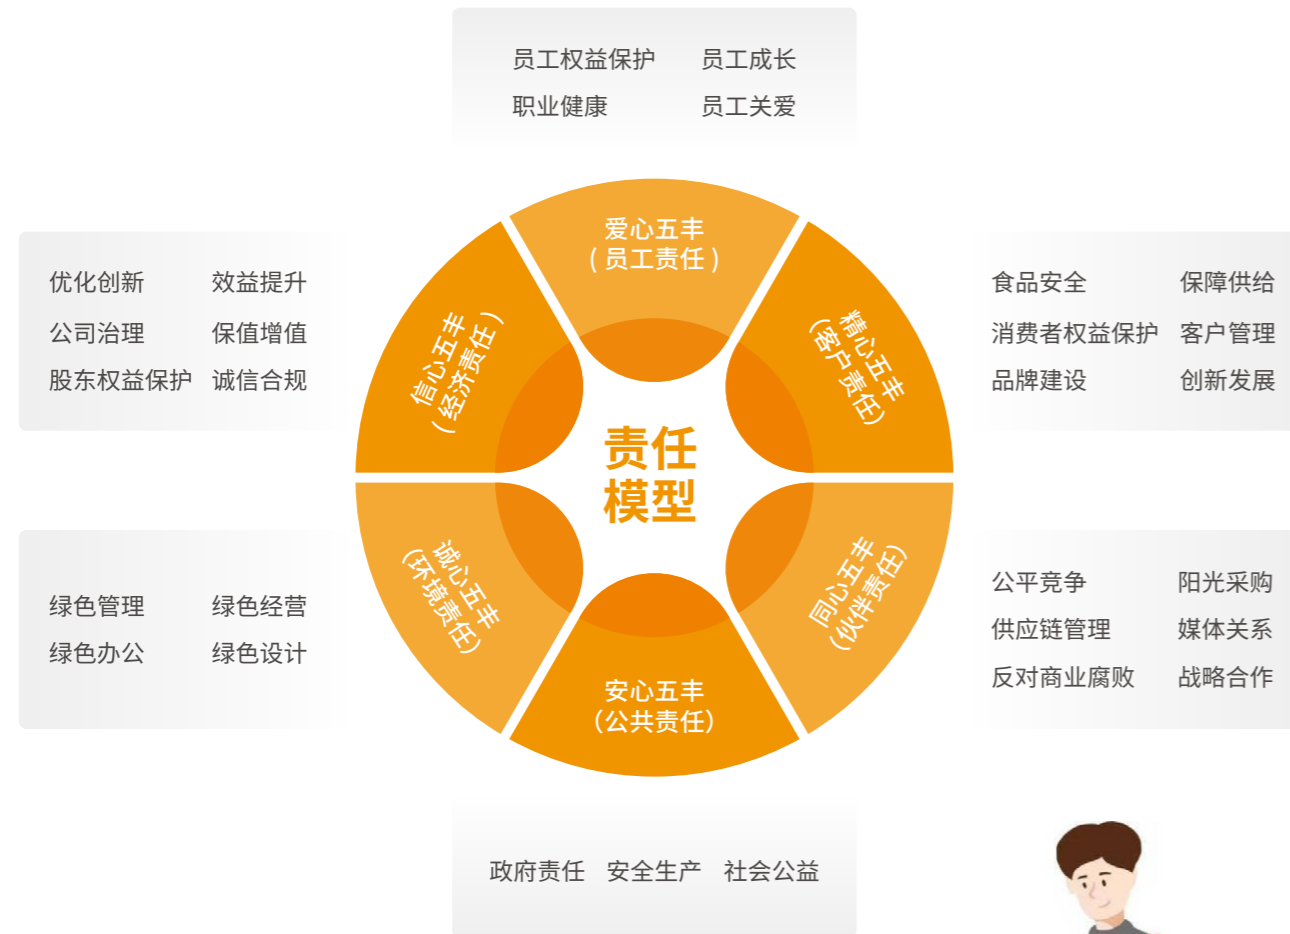 员工权益保护 员工成长
职业健康 员工关爱
爱心五丰
( 员工责任 )
优化创新 效益提升
公司治理 保值增值
股东权益保护 诚信合规
信心五丰
( 经济责任 )
精心五丰
(客户责任)
食品安全 保障供给
消费者权益保护 客户管理
品牌建设 创新发展
责任
模型
绿色管理 绿色经营
绿色办公 绿色设计
诚心五丰
(环境责任)
同心五丰
(伙伴责任)
公平竞争 阳光采购
供应链管理 媒体关系
反对商业腐败 战略合作
安心五丰
（公共责任）
政府责任 安全生产 社会公益